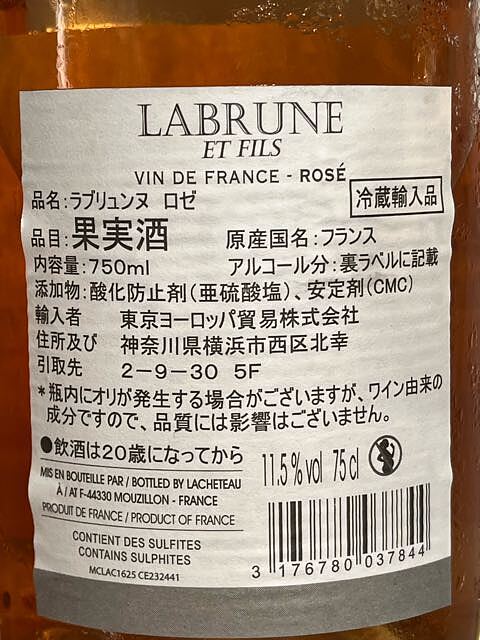 LABRUNE
ET FILS
VIN DE FRANCE - ROSÉ
品名:ラブリュンヌ ロゼ
冷蔵輸入品
品目:果実酒 原産国名:フランス
内容量:750ml アルコール分:裏ラベルに記載
添加物:酸化防止剤(亜硫酸塩)、安定剤(CMC)
輸入者 東京ヨーロッパ貿易株式会社
住所及び 神奈川県横浜市西区北幸
引取先 2-9-30 5F
*瓶内にオリが発生する場合がございますが、ワイン由来の
成分ですので、品質には影響はございません。
●飲酒は20歳になってから
11.5%vol 75cl
MIS EN BOUTEILLE PAR / BOTTLED BY LACHETEAU
À / AT F-44330 MOUZILLON - FRANCE
PRODUIT DE FRANCE / PRODUCT OF FRANCE
CONTIENT DES SULFITES
CONTAINS SULPHITES
MCLAC1625 CE232441
3 176780 037844